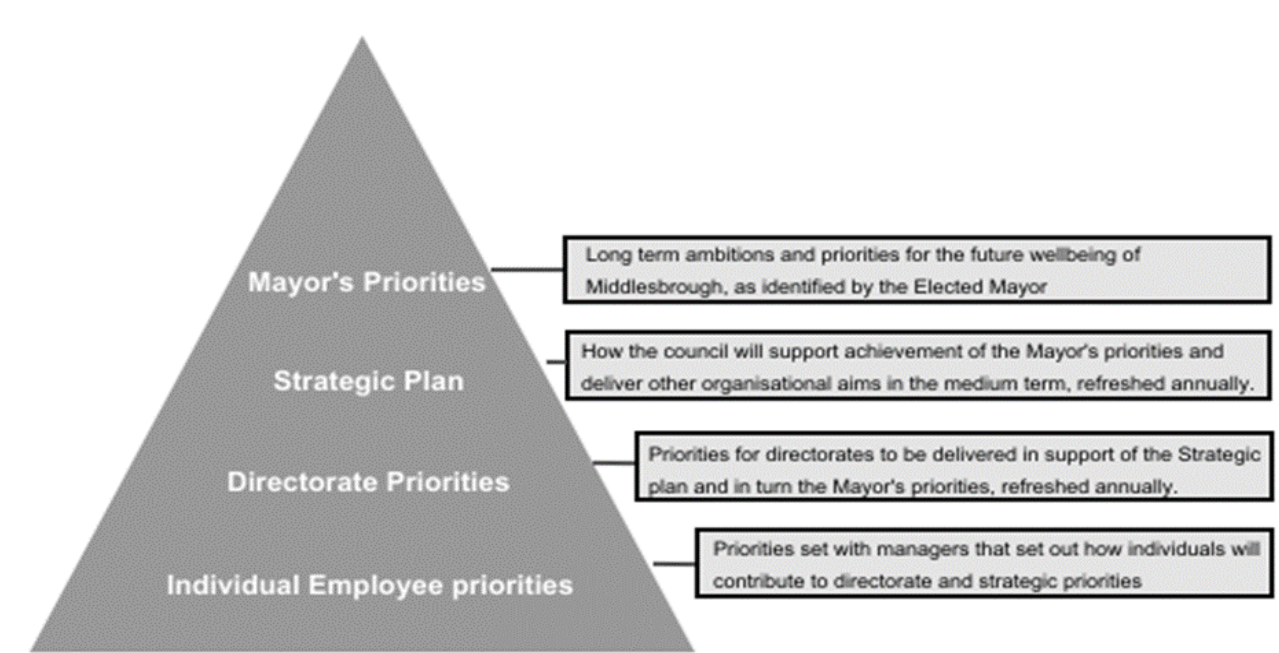 Mayor's Priorities
Long term ambitions and priorities for the future wellbeing of
Middlesbrough, as identified by the Elected Mayor
Strategic Plan
How the council will support achievement of the Mayor's priorities and
deliver other organisational aims in the medium term, refreshed annually.
Directorate Priorities
Priorities for directorates to be delivered in support of the Strategic
plan and in turn the Mayor's priorities, refreshed annually.
Individual Employee priorities
Priorities set with managers that set out how individuals will
contribute to directorate and strategic priorities